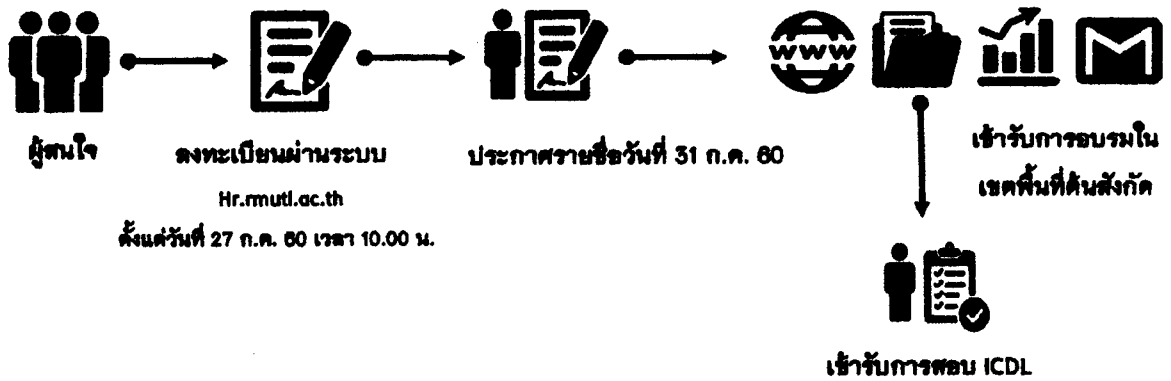 www
ผู้สนใจ
ลงทะเบียนผ่านระบบ
Hr.rmutl.ac.th
ตั้งแต่วันที่ 27 ก.ค. 60 เวลา 10.00 น.
ประกาศรายชื่อวันที่ 31 ก.ค. 60
เข้ารับการอบรมใน
เขตพื้นที่ต้นสังกัด
เข้ารับการสอบ ICDL